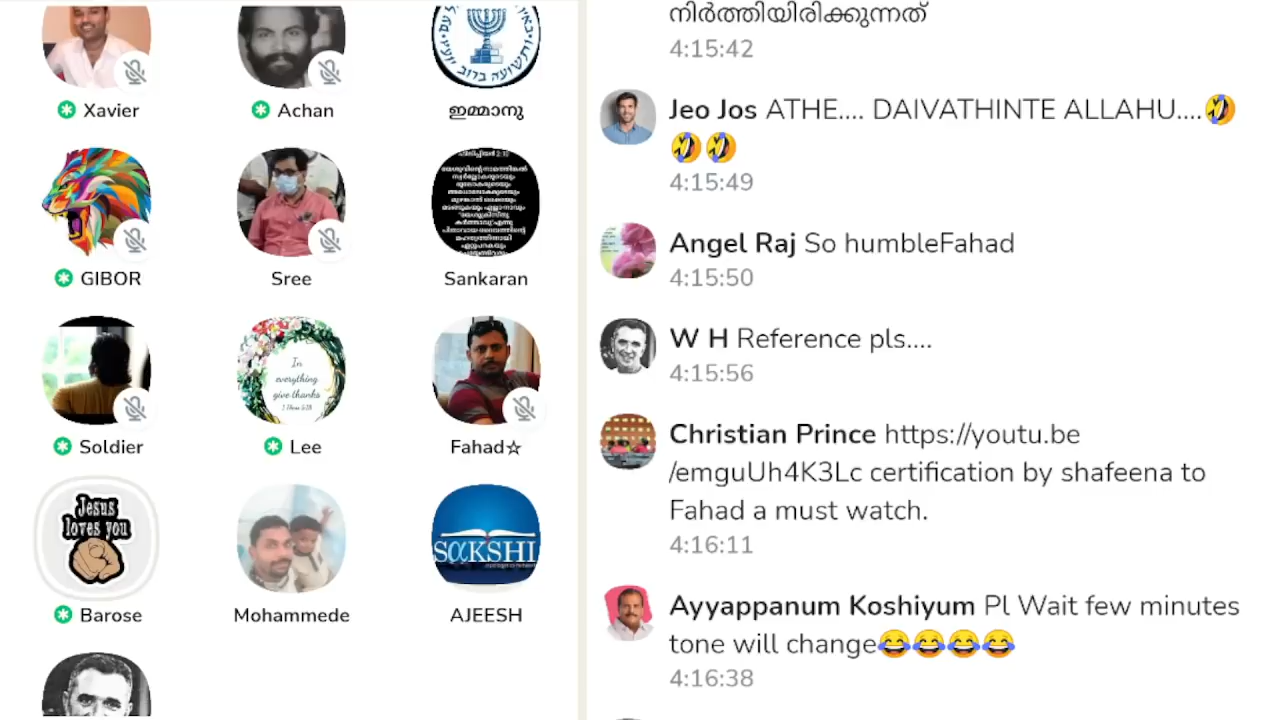 Xavier
Achan
ഇമ്മാനു
GIBOR
Sree
Sankaran
In
everything
give thanks
Soldier
Lee
Fahad☆
Jesus
loves you
SαKSHI
Barose
Mohammede
AJEESH
നിർത്തിയിരിക്കുന്നത്
4:15:42
Jeo Jos ATHE.... DAIVATHINTE ALLAHU....🤣
🤣🤣
4:15:49
Angel Raj So humbleFahad
4:15:50
W H Reference pls....
4:15:56
Christian Prince https://youtu.be
/emguUh4K3Lc certification by shafeena to
Fahad a must watch.
4:16:11
Ayyappanum Koshiyum Pl Wait few minutes
tone will change😂😂😂😂
4:16:38